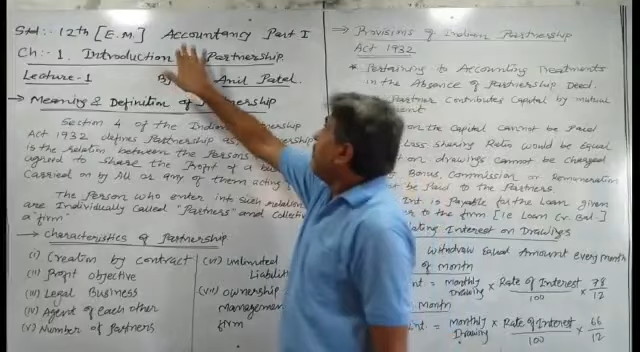 Std:- 12th [E.M.] Accountancy Part I
Ch:- 1. Introduction Partnership.
Lecture-1 By Anil Patel.
→ Meaning & Definition of Partnership
Section 4 of the Indian Partnership
Act 1932 defines Partnership as,
is the relation between the Persons
agreed to Share the Profit of a
Carried on by All or any of them acting
The Person who enter into Such relation
are Individually Called "Partners" and
a "firm"
→ Characteristics of Partnership
(i) Creation by contract
(ii) Profit objective
(iii) Legal Business
(iv) Agent of Each other
(v) Number of Partners
(vi) Unlimited
Liability
(vii) Ownership
Management
firm
→ Provisions of Indian Partnership
Act 1932
* Pertaining to Accounting Treatments
in the Absence of Partnership Deed.
Partner Contributes Capital by mutual
on the Capital cannot be Paid
Loss Sharing Ratio would be Equal
on drawings cannot be Charged
Bonus, Commission or Remuneration
be Paid to the Partners
Int is Payable for the Loan given
to the firm [ie Loan Cr. Bal.]
Interest on Drawings
Withdraw Equal Amount Every month
of Month
Int. = Monthly Drawing × Rate of Interest / 100 × 78 / 12
Month
Int. = Monthly Drawing × Rate of Interest / 100 × 66 / 12